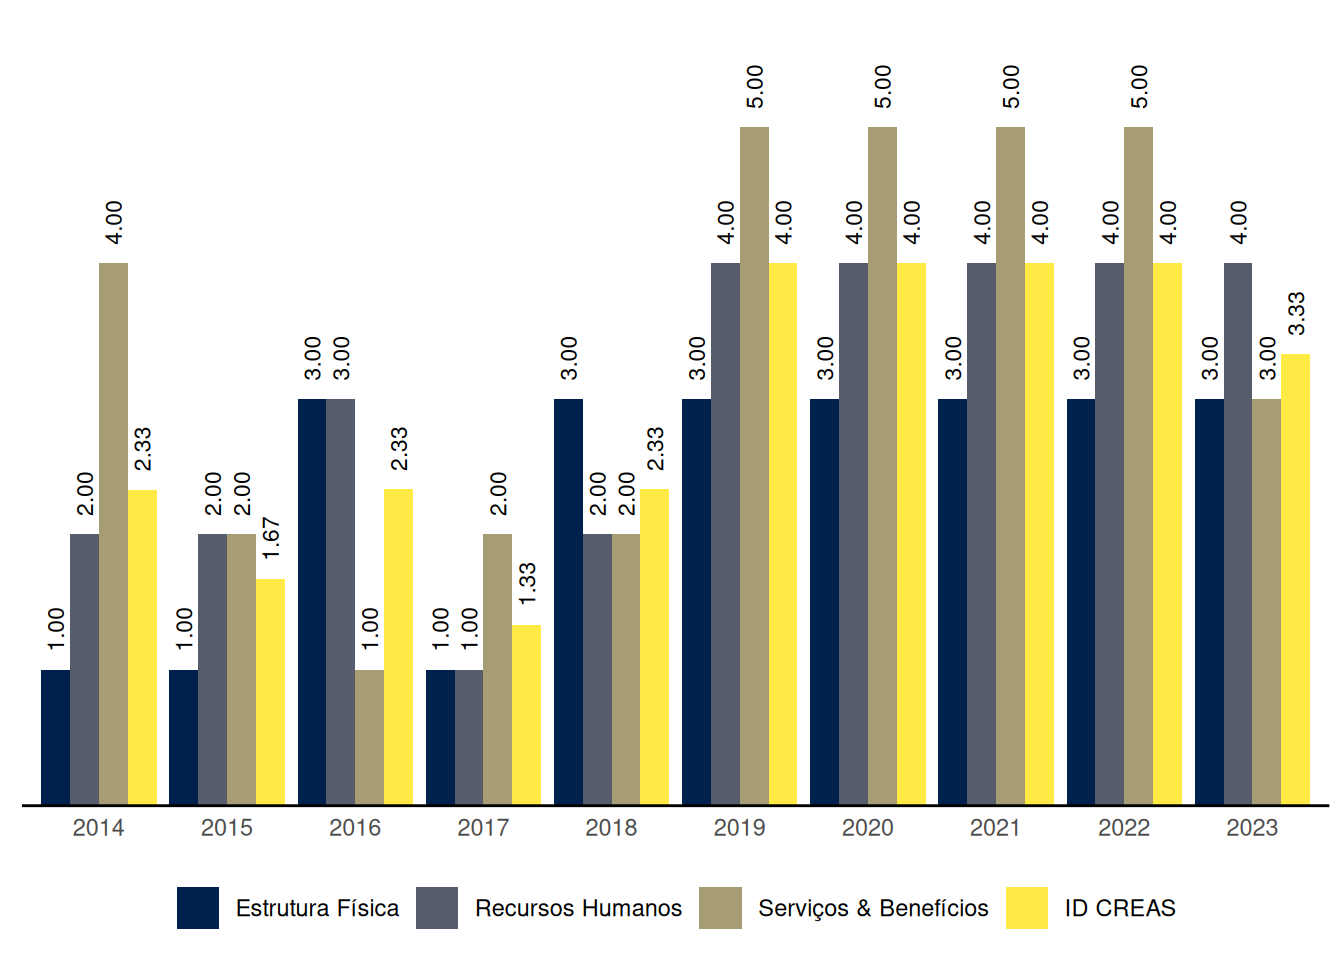 5.00 5.00 5.00 5.00
4.00 4.00 4.00 4.00 4.00 4.00 4.00 4.00 4.00 4.00
3.33
3.00 3.00 3.00 3.00 3.00 3.00 3.00 3.00 3.00
2.33 2.33 2.33
2.00 2.00 2.00 2.00 2.00 2.00
1.67
1.33
1.00 1.00 1.00 1.00 1.00
2014 2015 2016 2017 2018 2019 2020 2021 2022 2023
Estrutura Física Recursos Humanos Serviços & Benefícios ID CREAS